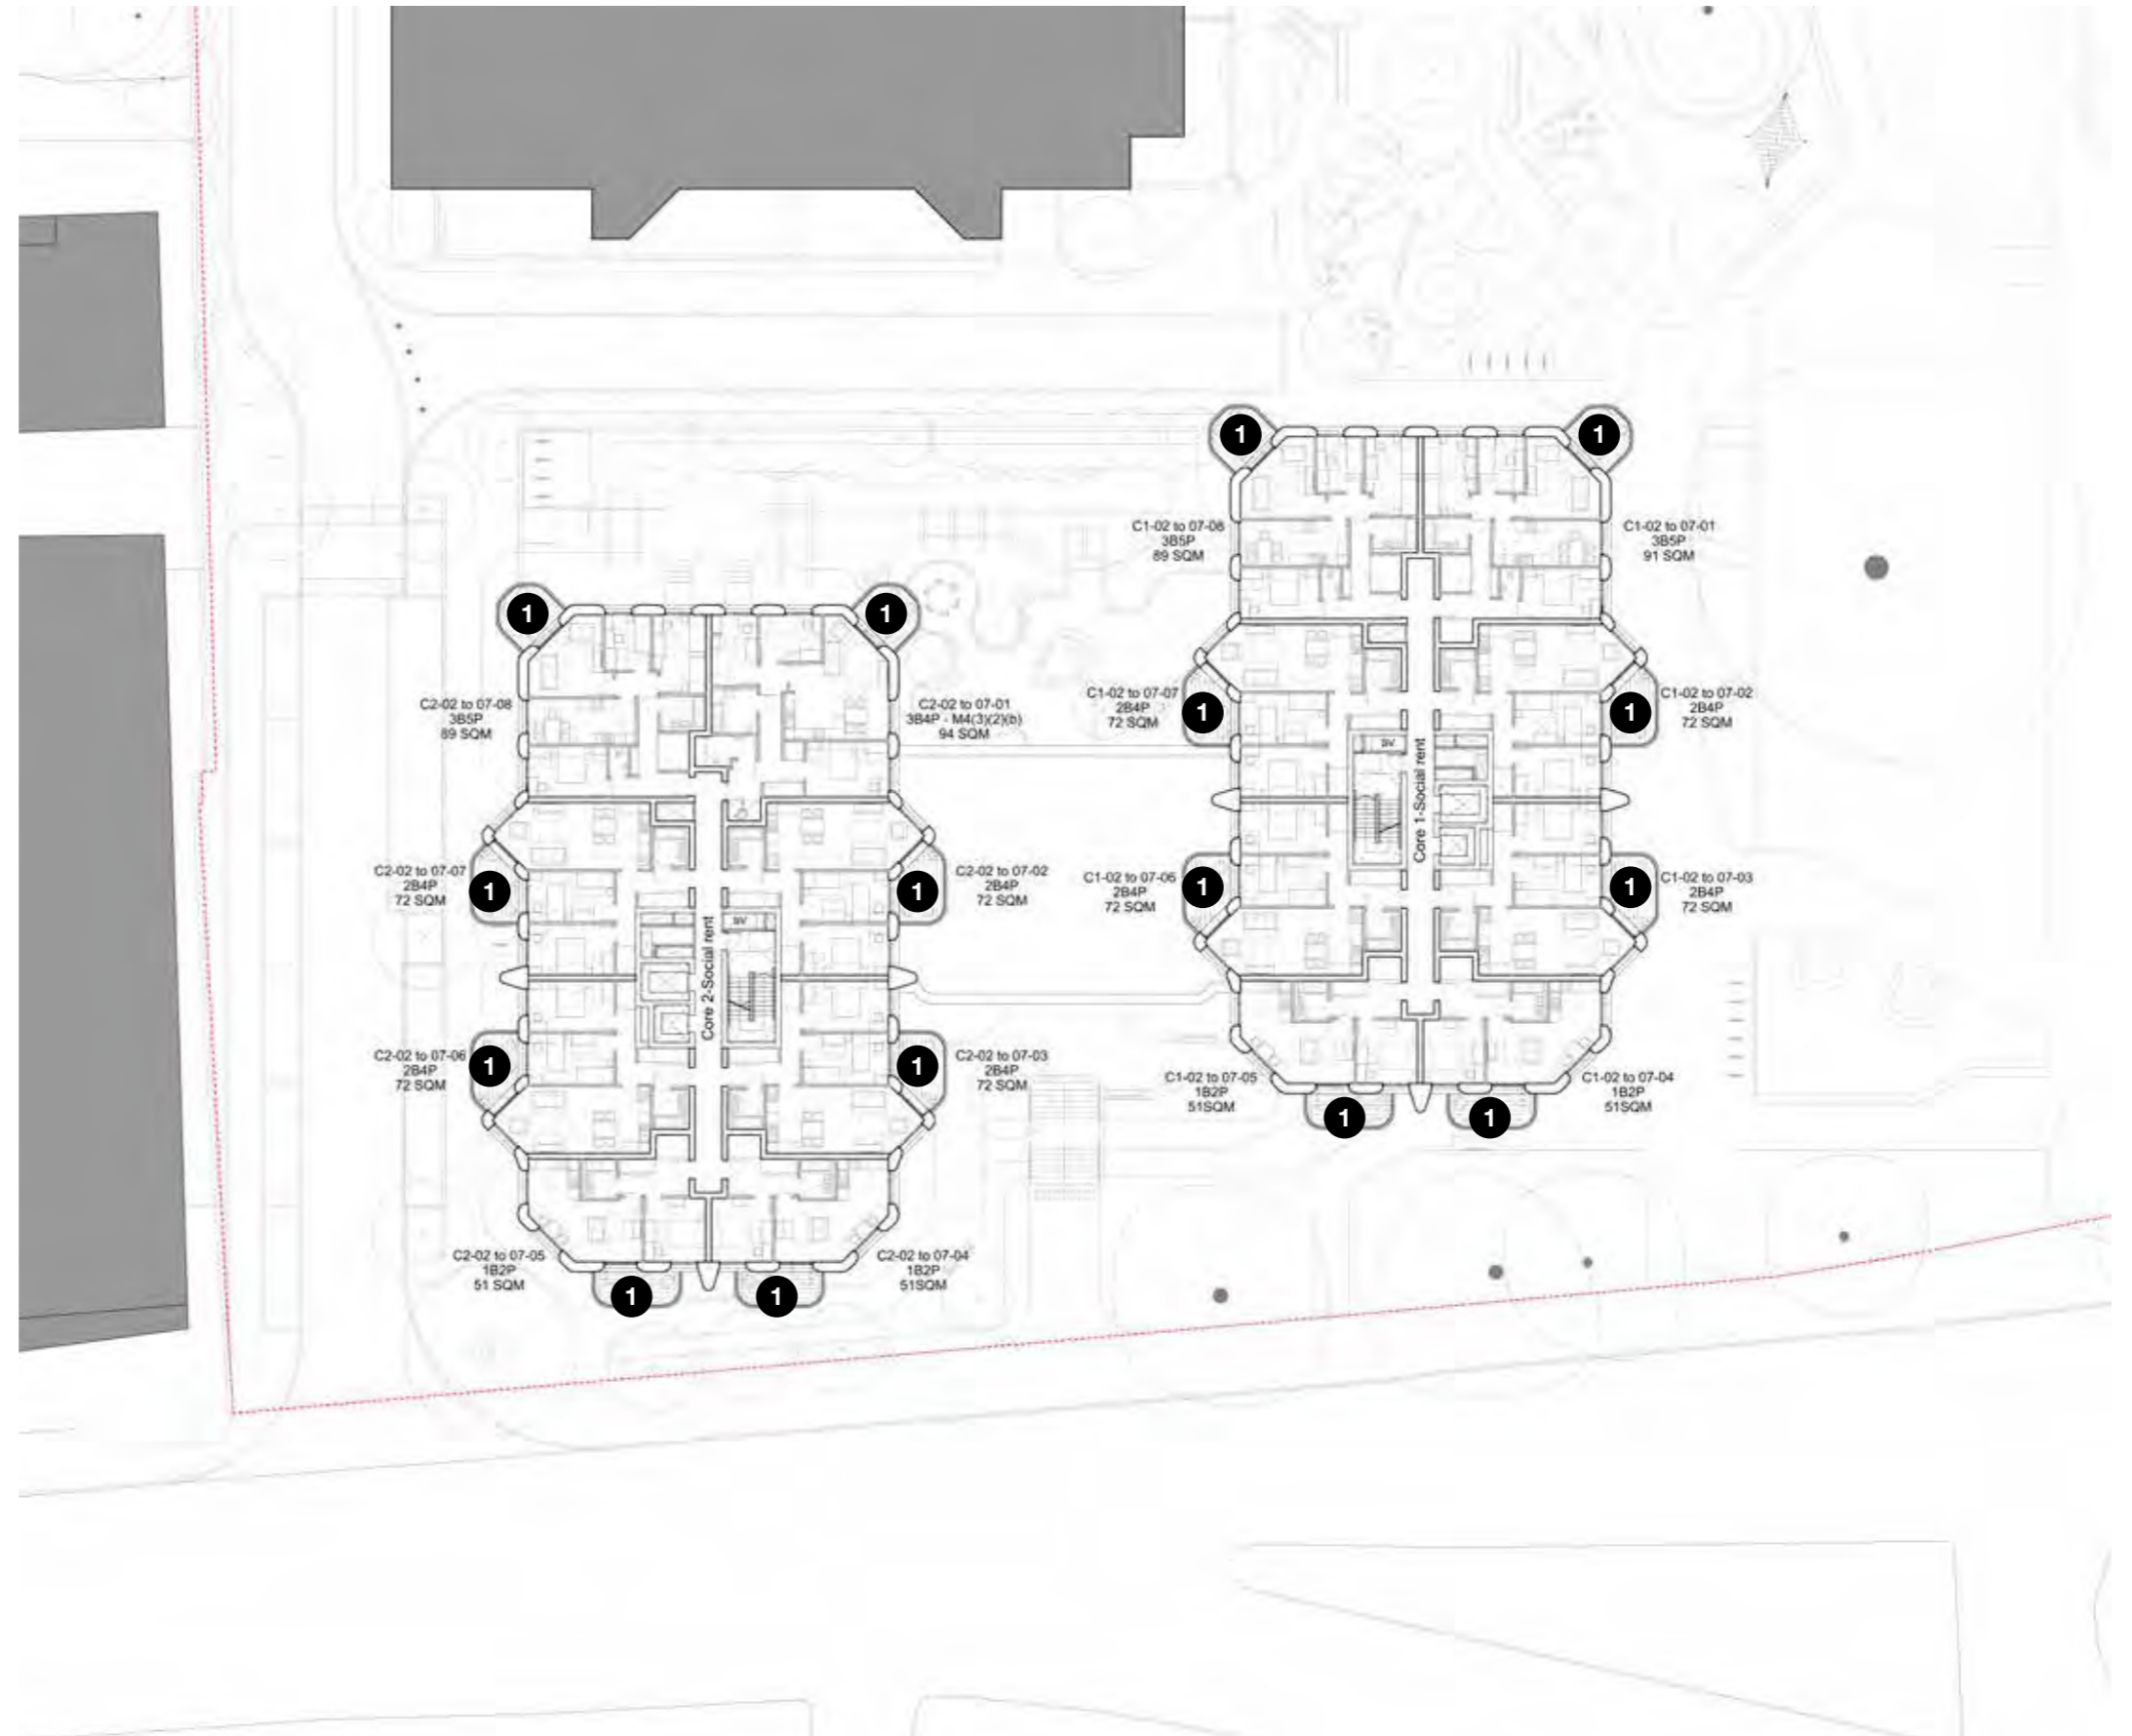 1
1
C1-02 to 07-08
3B5P
89 SQM
C1-02 to 07-01
3B5P
91 SQM
1
1
C2-02 to 07-08
3B5P
89 SQM
C2-02 to 07-01
3B4P - M4(3)(2)(b)
94 SQM
C1-02 to 07-07
2B4P
72 SQM
1
1
C1-02 to 07-02
2B4P
72 SQM
SV
Core 1-Social rent
C2-02 to 07-07
2B4P
72 SQM
1
1
C2-02 to 07-02
2B4P
72 SQM
C1-02 to 07-06
2B4P
72 SQM
1
1
C1-02 to 07-03
2B4P
72 SQM
SV
Core 2-Social rent
C2-02 to 07-06
2B4P
72 SQM
1
1
C2-02 to 07-03
2B4P
72 SQM
C1-02 to 07-05
1B2P
51SQM
1
1
C1-02 to 07-04
1B2P
51SQM
C2-02 to 07-05
1B2P
51 SQM
1
1
C2-02 to 07-04
1B2P
51SQM